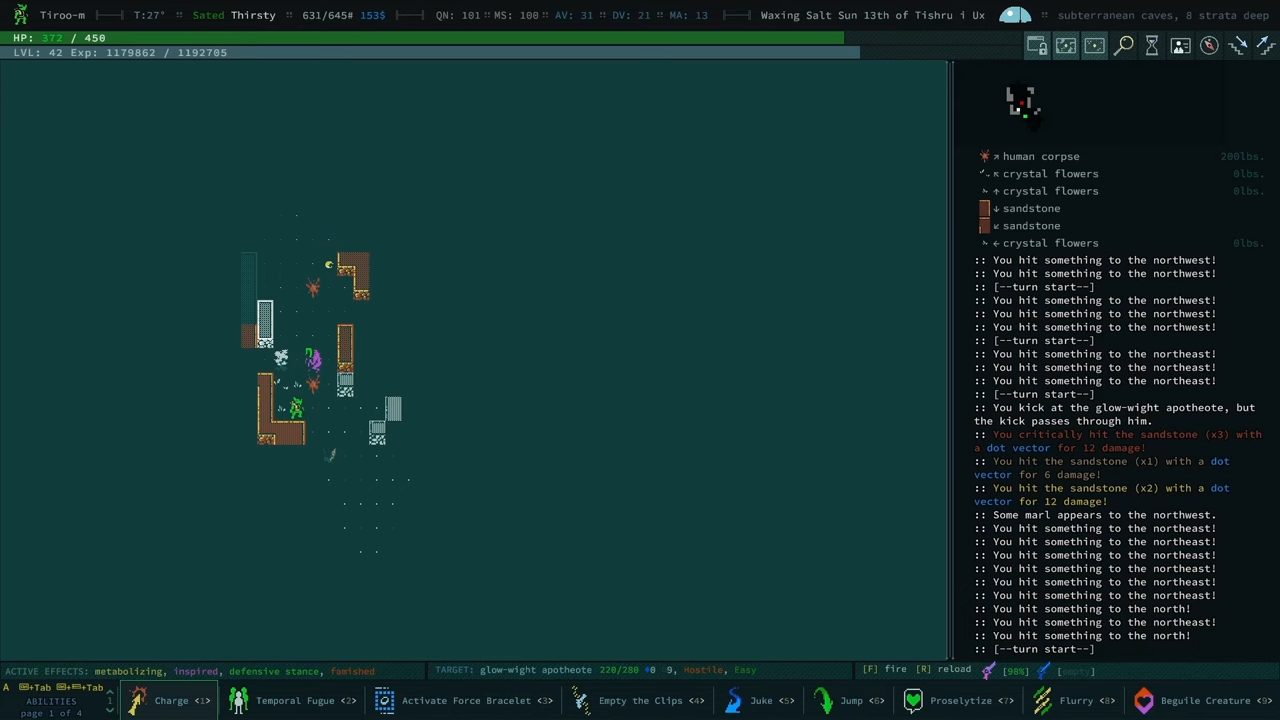 Tiroo-m T:27° :: Sated Thirsty :: 631/645# 153$ QN: 101 :: MS: 100 :: AV: 31 :: DV: 21 :: MA: 13 Waxing Salt Sun 13th of Tishru i Ux :: subterranean caves, 8 strata deep
HP: 372 / 450
LVL: 42 Exp: 1179862 / 1192705
human corpse 200lbs.
crystal flowers 0lbs.
crystal flowers 0lbs.
sandstone
sandstone
crystal flowers 0lbs.
:: You hit something to the northwest!
:: You hit something to the northwest!
:: [--turn start--]
:: You hit something to the northwest!
:: You hit something to the northwest!
:: You hit something to the northwest!
:: [--turn start--]
:: You hit something to the northeast!
:: You hit something to the northeast!
:: You hit something to the northeast!
:: [--turn start--]
:: You kick at the glow-wight apotheote, but
the kick passes through him.
:: You critically hit the sandstone (x3) with
a dot vector for 12 damage!
:: You hit the sandstone (x1) with a dot
vector for 6 damage!
:: You hit the sandstone (x2) with a dot
vector for 12 damage!
:: Some marl appears to the northwest.
:: You hit something to the northeast!
:: You hit something to the northeast!
:: You hit something to the northeast!
:: You hit something to the northeast!
:: You hit something to the northeast!
:: You hit something to the northeast!
:: You hit something to the north!
:: You hit something to the northeast!
:: You hit something to the north!
:: [--turn start--]
ACTIVE EFFECTS: metabolizing, inspired, defensive stance, famished
TARGET: glow-wight apotheote 220/280 ♦0 ♥9, Hostile, Easy
[F] fire [R] reload [98%] [empty]
A +Tab +Tab
ABILITIES 1
page 1 of 4
Charge <1> Temporal Fugue <2> Activate Force Bracelet <3> Empty the Clips <4> Juke <5> Jump <6> Proselytize <7> Flurry <8> Beguile Creature <9>